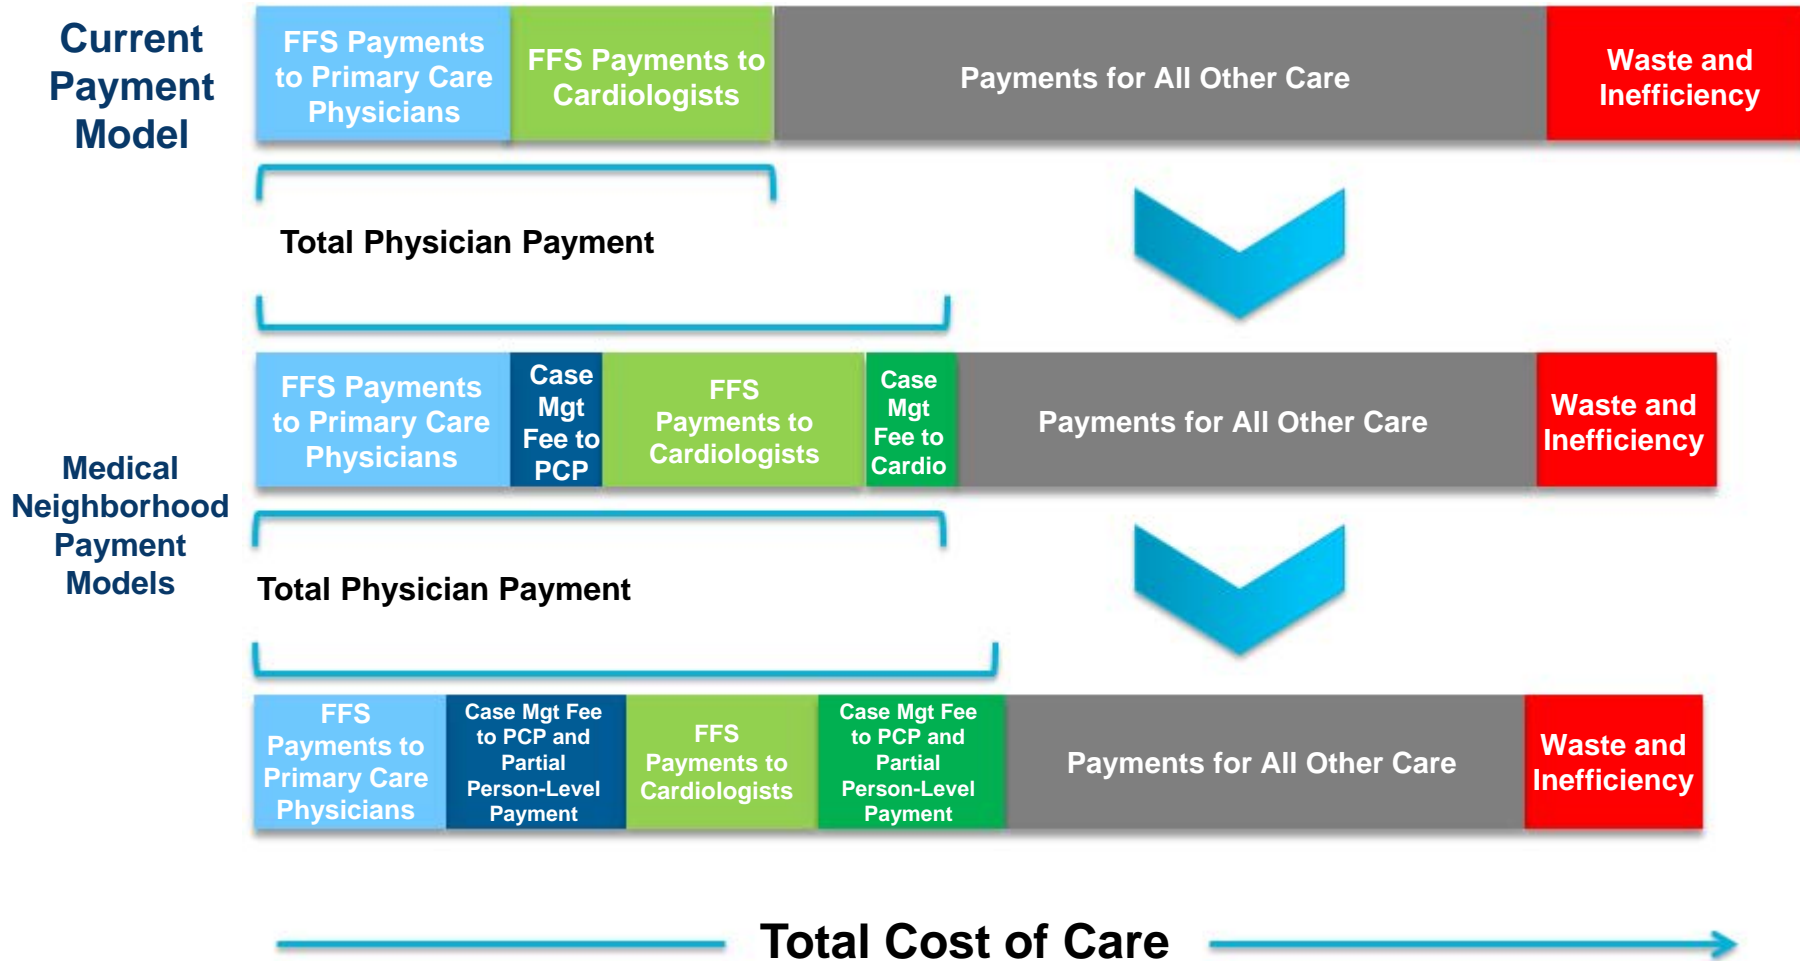 Current
Payment
Model
FFS Payments
to Primary Care
Physicians
FFS Payments to
Cardiologists
Payments for All Other Care
Waste and
Inefficiency
Total Physician Payment
Medical
Neighborhood
Payment
Models
FFS Payments
to Primary Care
Physicians
Case
Mgt
Fee to
PCP
FFS
Payments to
Cardiologists
Case
Mgt
Fee to
Cardio
Payments for All Other Care
Waste and
Inefficiency
Total Physician Payment
FFS
Payments to
Primary Care
Physicians
Case Mgt Fee
to PCP and
Partial
Person-Level
Payment
FFS
Payments to
Cardiologists
Case Mgt Fee
to PCP and
Partial
Person-Level
Payment
Payments for All Other Care
Waste and
Inefficiency
Total Cost of Care